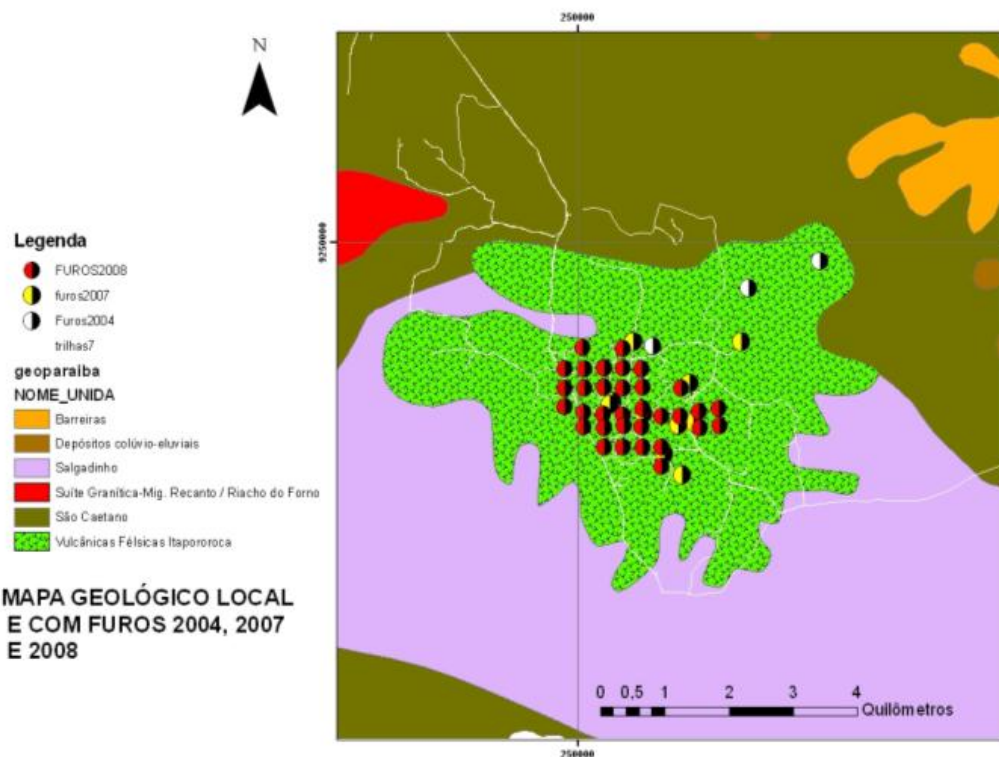 250000
N
9250000
Legenda
FUROS2008
furos2007
Furos2004
trilhas7
geoparaiba
NOME_UNIDA
Barreiras
Depósitos colúvio-eluviais
Salgadinho
Suíte Granítica-Mig. Recanto / Riacho do Forno
São Caetano
Vulcânicas Félsicas Itapororoca
MAPA GEOLÓGICO LOCAL
E COM FUROS 2004, 2007
E 2008
0 0,5 1 2 3 4
Quilômetros
250000